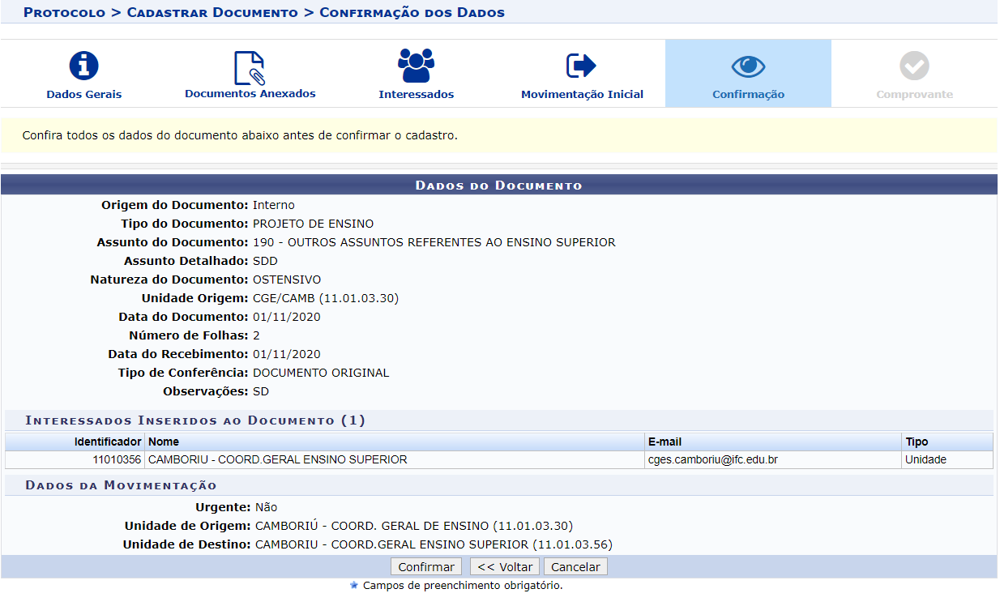 Protocolo > Cadastrar Documento > Confirmação dos Dados
Dados Gerais
Documentos Anexados
Interessados
Movimentação Inicial
Confirmação
Comprovante
Confira todos os dados do documento abaixo antes de confirmar o cadastro.
Dados do Documento
Origem do Documento: Interno
Tipo do Documento: PROJETO DE ENSINO
Assunto do Documento: 190 - OUTROS ASSUNTOS REFERENTES AO ENSINO SUPERIOR
Assunto Detalhado: SDD
Natureza do Documento: OSTENSIVO
Unidade Origem: CGE/CAMB (11.01.03.30)
Data do Documento: 01/11/2020
Número de Folhas: 2
Data do Recebimento: 01/11/2020
Tipo de Conferência: DOCUMENTO ORIGINAL
Observações: SD
Interessados Inseridos ao Documento (1)
Identificador Nome E-mail Tipo
11010356 CAMBORIU - COORD.GERAL ENSINO SUPERIOR cges.camboriu@ifc.edu.br Unidade
Dados da Movimentação
Urgente: Não
Unidade de Origem: CAMBORIÚ - COORD. GERAL DE ENSINO (11.01.03.30)
Unidade de Destino: CAMBORIU - COORD.GERAL ENSINO SUPERIOR (11.01.03.56)
Confirmar << Voltar Cancelar
Campos de preenchimento obrigatório.